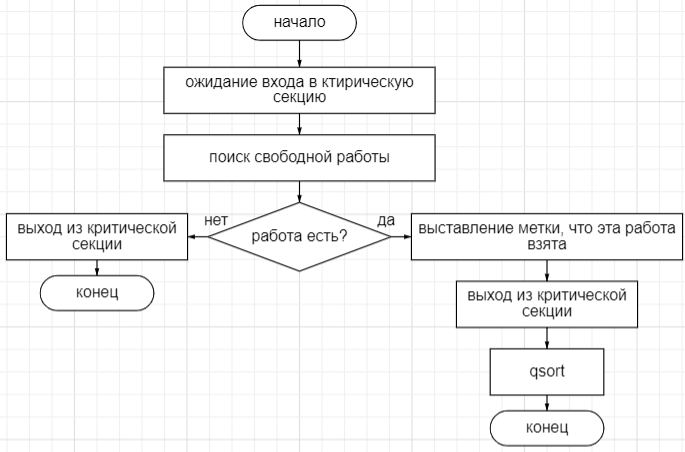 начало
ожидание входа в ктирическую
секцию
поиск свободной работы
нет
да
работа есть?
выход из критической
секции
конец
выставление метки, что эта работа
взята
выход из критической
секции
qsort
конец